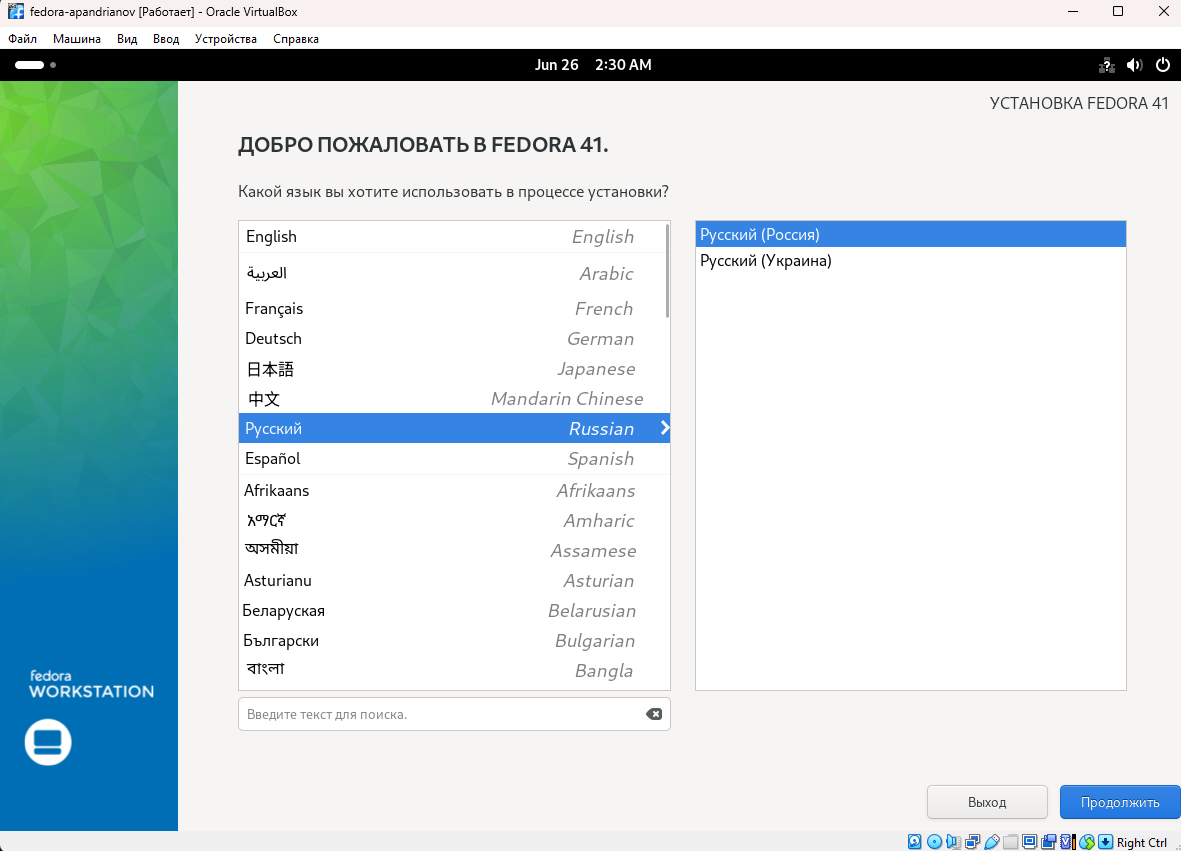 fedora-apandrianov [Работает] - Oracle VirtualBox
Файл Машина Вид Ввод Устройства Справка
Jun 26 2:30 AM
УСТАНОВКА FEDORA 41
ДОБРО ПОЖАЛОВАТЬ В FEDORA 41.
Какой язык вы хотите использовать в процессе установки?
English English
العربية Arabic
Français French
Deutsch German
日本語 Japanese
中文 Mandarin Chinese
Русский Russian
Español Spanish
Afrikaans Afrikaans
አማርኛ Amharic
অসমীয়া Assamese
Asturianu Asturian
Беларуская Belarusian
Български Bulgarian
বাংলা Bangla
Русский (Россия)
Русский (Украина)
Введите текст для поиска.
fedora
WORKSTATION
Выход Продолжить
Right Ctrl